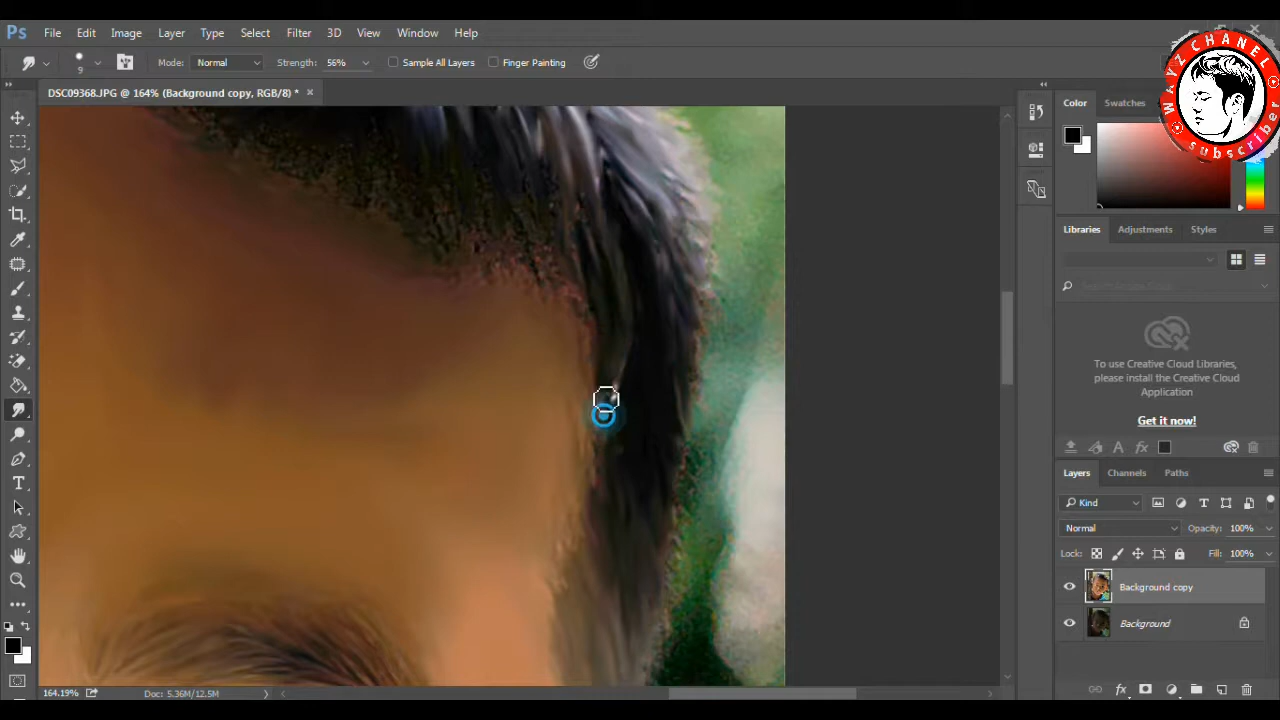 Ps File Edit Image Layer Type Select Filter 3D View Window Help
9 Mode: Normal Strength: 56% Sample All Layers Finger Painting
DSC09368.JPG @ 164% (Background copy, RGB/8) * ×
WAYZ CHANEL
subscriber
Color Swatches
Libraries Adjustments Styles
To use Creative Cloud Libraries,
please install the Creative Cloud
Application
Get it now!
Layers Channels Paths
Kind
Normal Opacity: 100%
Lock: Fill: 100%
Background copy
Background
164.19% Doc: 5.36M/12.5M